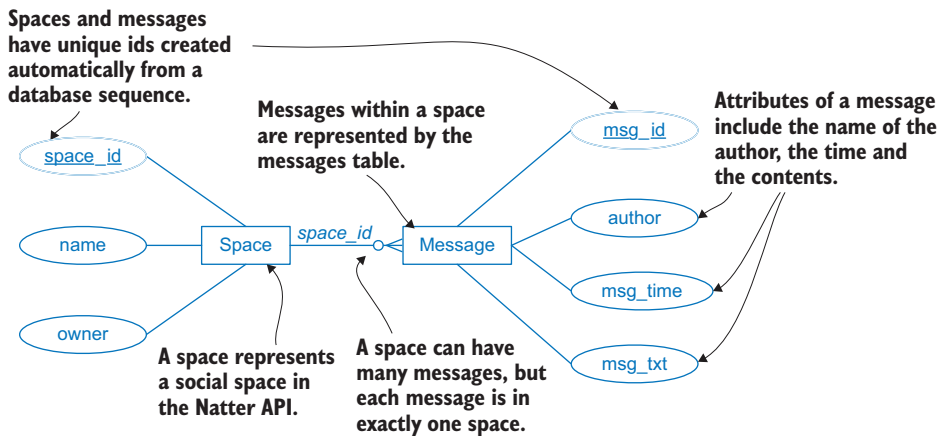 Spaces and messages
have unique ids created
automatically from a
database sequence.
Messages within a space
are represented by the
messages table.
Attributes of a message
include the name of the
author, the time and
the contents.
space_id
name
owner
Space
space_id
Message
msg_id
author
msg_time
msg_txt
A space represents
a social space in
the Natter API.
A space can have
many messages, but
each message is in
exactly one space.